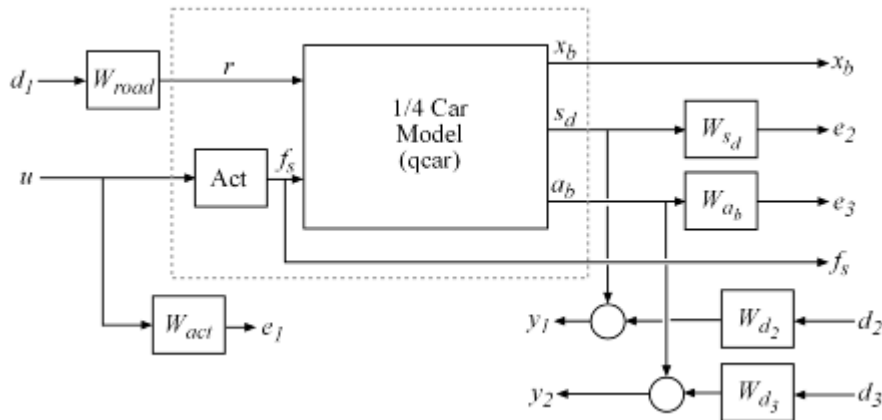 d1
Wroad
r
1/4 Car
Model
(qcar)
xb
xb
sd
Wsd
e2
u
Act
fs
ab
Wab
e3
fs
Wact
e1
y1
Wd2
d2
y2
Wd3
d3